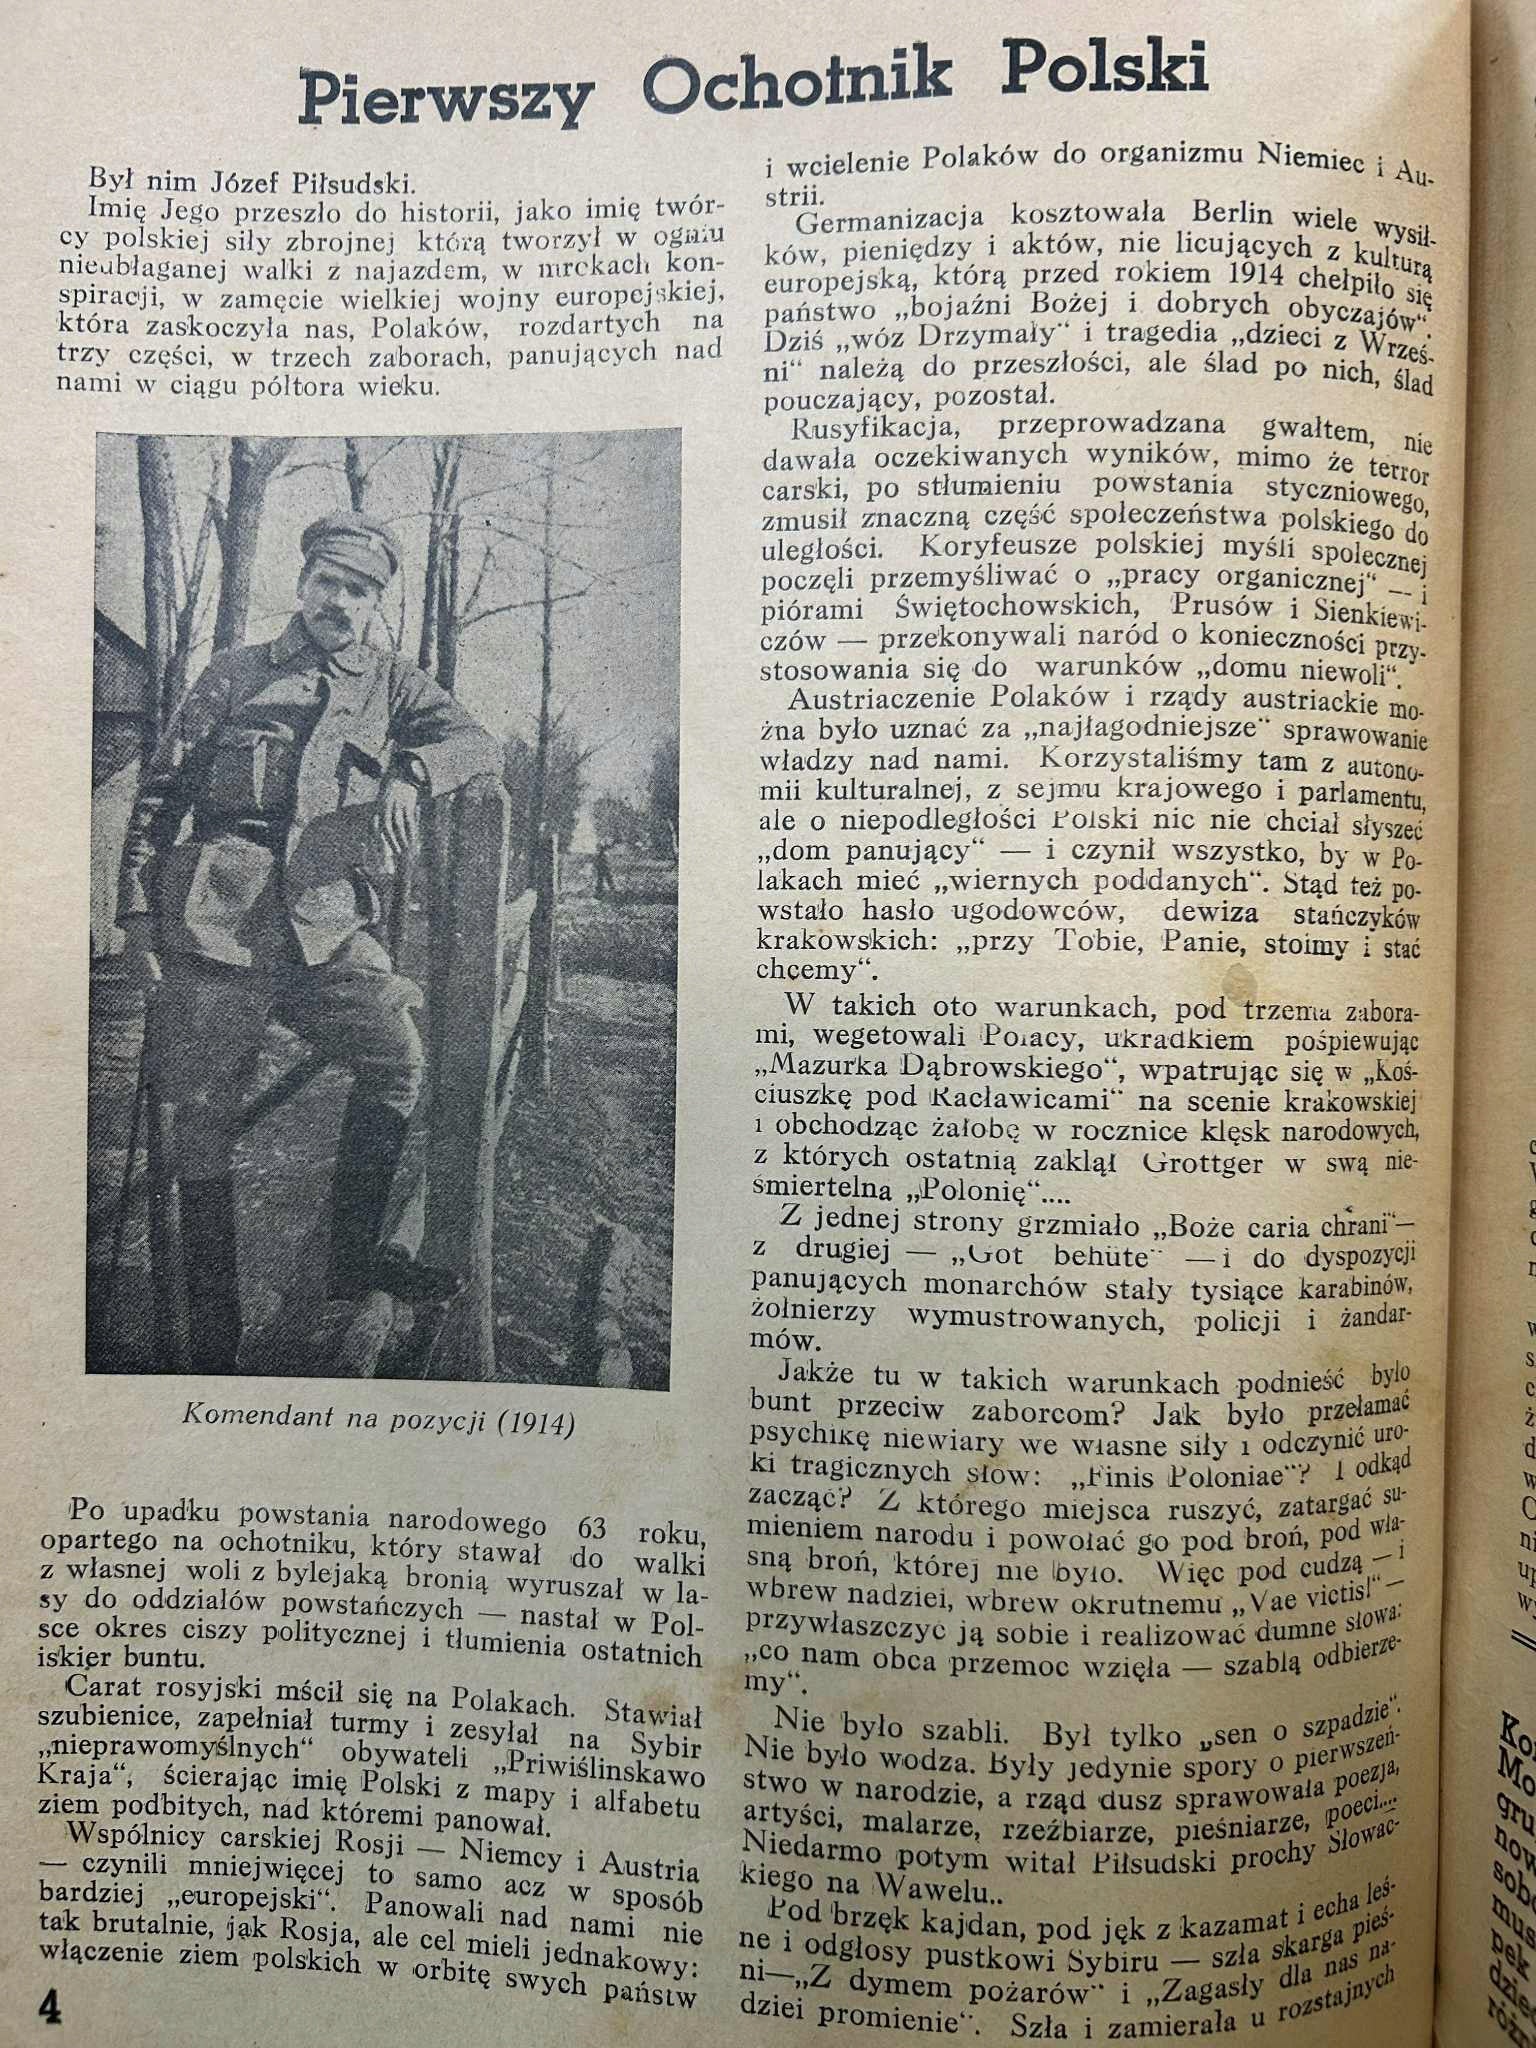 Pierwszy Ochotnik Polski
Był nim Józef Piłsudski.
Imię Jego przeszło do historii, jako imię twór-
cy polskiej siły zbrojnej którą tworzył w ogniu
nieubłaganej walki z najazdem, w mrokach kon-
spiracji, w zamęcie wielkiej wojny europejskiej,
która zaskoczyła nas, Polaków, rozdartych na
trzy części, w trzech zaborach, panujących nad
nami w ciągu półtora wieku.
Komendant na pozycji (1914)
Po upadku powstania narodowego 63 roku,
opartego na ochotniku, który stawał do walki
z własnej woli z bylejaką bronią wyruszał w la-
sy do oddziałów powstańczych — nastał w Pol-
sce okres ciszy politycznej i tłumienia ostatnich
iskier buntu.
Carat rosyjski mścił się na Polakach. Stawiał
szubienice, zapełniał turmy i zesyłał na Sybir
„nieprawomyślnych“ obywateli „Priwiślinskawo
Kraja“, ścierając imię Polski z mapy i alfabetu
ziem podbitych, nad któremi panował.
Wspólnicy carskiej Rosji — Niemcy i Austria
— czynili mniejwięcej to samo acz w sposób
bardziej „europejski“. Panowali nad nami nie
tak brutalnie, jak Rosja, ale cel mieli jednakowy:
włączenie ziem polskich w orbitę swych państw
4
i wcielenie Polaków do organizmu Niemiec i Au-
strii.
Germanizacja kosztowała Berlin wiele wysił-
ków, pieniędzy i aktów, nie licujących z kulturą
europejską, którą przed rokiem 1914 chełpiło się
państwo „bojaźni Bożej i dobrych obyczajów“.
Dziś „wóz Drzymały“ i tragedia „dzieci z Wrześ-
ni“ należą do przeszłości, ale ślad po nich, ślad
pouczający, pozostał.
Rusyfikacja, przeprowadzana gwałtem, nie
dawała oczekiwanych wyników, mimo że terror
carski, po stłumieniu powstania styczniowego,
zmusił znaczną część społeczeństwa polskiego do
uległości. Koryfeusze polskiej myśli społecznej
poczęli przemyśliwać o „pracy organicznej“ — i
piórami Świętochowskich, Prusów i Sienkiewi-
czów — przekonywali naród o konieczności przy-
stosowania się do warunków „domu niewoli“.
Austriaczenie Polaków i rządy austriackie mo-
żna było uznać za „najłagodniejsze“ sprawowanie
władzy nad nami. Korzystaliśmy tam z autono-
mii kulturalnej, z sejmu krajowego i parlamentu,
ale o niepodległości Polski nic nie chciał słyszeć
„dom panujący“ — i czynił wszystko, by w Po-
lakach mieć „wiernych poddanych“. Stąd też po-
wstało hasło ugodowców, dewiza stańczyków
krakowskich: „przy Tobie, Panie, stoimy i stać
chcemy“.
W takich oto warunkach, pod trzema zabora-
mi, wegetowali Polacy, ukradkiem pośpiewując
„Mazurka Dąbrowskiego“, wpatrując się w „Koś-
ciuszkę pod Racławicami“ na scenie krakowskiej
i obchodząc żałobę w rocznice klęsk narodowych,
z których ostatnią zaklął Grottger w swą nie-
śmiertelną „Polonię“....
Z jednej strony grzmiało „Boże caria chrani“—
z drugiej — „Got behüte“ — i do dyspozycji
panujących monarchów stały tysiące karabinów,
żołnierzy wymustrowanych, policji i żandar-
mów.
Jakże tu w takich warunkach podnieść było
bunt przeciw zaborcom? Jak było przełamać
psychikę niewiary we własne siły i odczynić uro-
ki tragicznych słow: „Finis Poloniae“? I odkąd
zacząć? Z którego miejsca ruszyć, zatargać su-
mieniem narodu i powołać go pod broń, pod wła-
sną broń, której nie było. Więc pod cudzą — i
wbrew nadziei, wbrew okrutnemu „Vae victis!“ —
przywłaszczyć ją sobie i realizować dumne słowa:
„co nam obca przemoc wzięła — szablą odbierze-
my“.
Nie było szabli. Był tylko „sen o szpadzie“.
Nie było wodza. Były jedynie spory o pierwszeń-
stwo w narodzie, a rząd dusz sprawowała poezja,
artyści, malarze, rzeźbiarze, pieśniarze, poeci....
Niedarmo potym witał Piłsudski prochy Słowac-
kiego na Wawelu..
Pod brzęk kajdan, pod jęk z kazamat i echa leś-
ne i odgłosy pustkowi Sybiru — szła skarga pieś-
ni—„Z dymem pożarów“ i „Zagasły dla nas na-
dziei promienie“. Szła i zamierała u rozstajnych